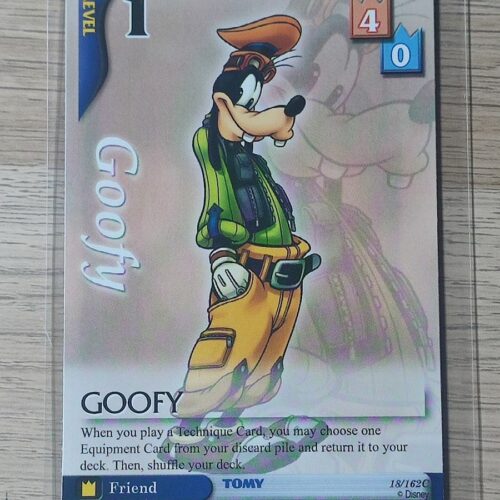 LEVEL
1
4
0
Goofy
GOOFY
When you play a Technique Card, you may choose one
Equipment Card from your discard pile and return it to your
deck. Then, shuffle your deck.
Friend
TOMY
18/162C
© Disney